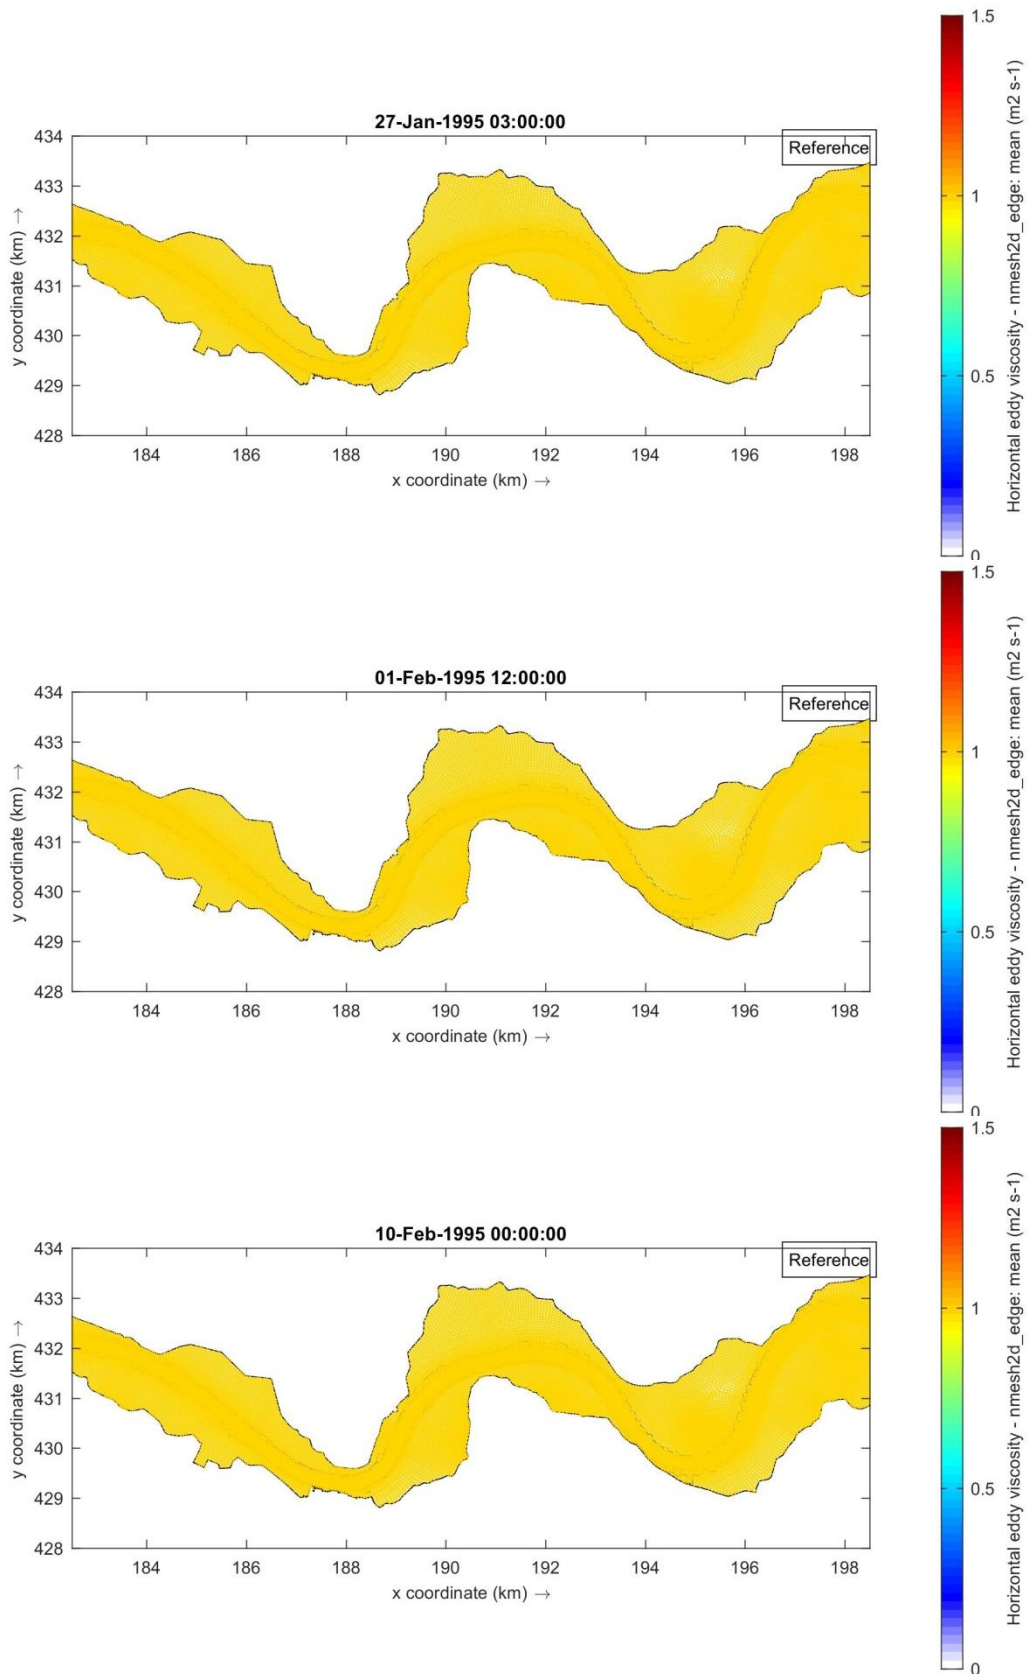 27-Jan-1995 03:00:00
Reference
434
433
432
431
430
429
428
y coordinate (km) →
184 186 188 190 192 194 196 198
x coordinate (km) →
1.5
1
0.5
0
Horizontal eddy viscosity - nmesh2d_edge: mean (m2 s-1)
01-Feb-1995 12:00:00
Reference
434
433
432
431
430
429
428
y coordinate (km) →
184 186 188 190 192 194 196 198
x coordinate (km) →
1.5
1
0.5
0
Horizontal eddy viscosity - nmesh2d_edge: mean (m2 s-1)
10-Feb-1995 00:00:00
Reference
434
433
432
431
430
429
428
y coordinate (km) →
184 186 188 190 192 194 196 198
x coordinate (km) →
1.5
1
0.5
0
Horizontal eddy viscosity - nmesh2d_edge: mean (m2 s-1)